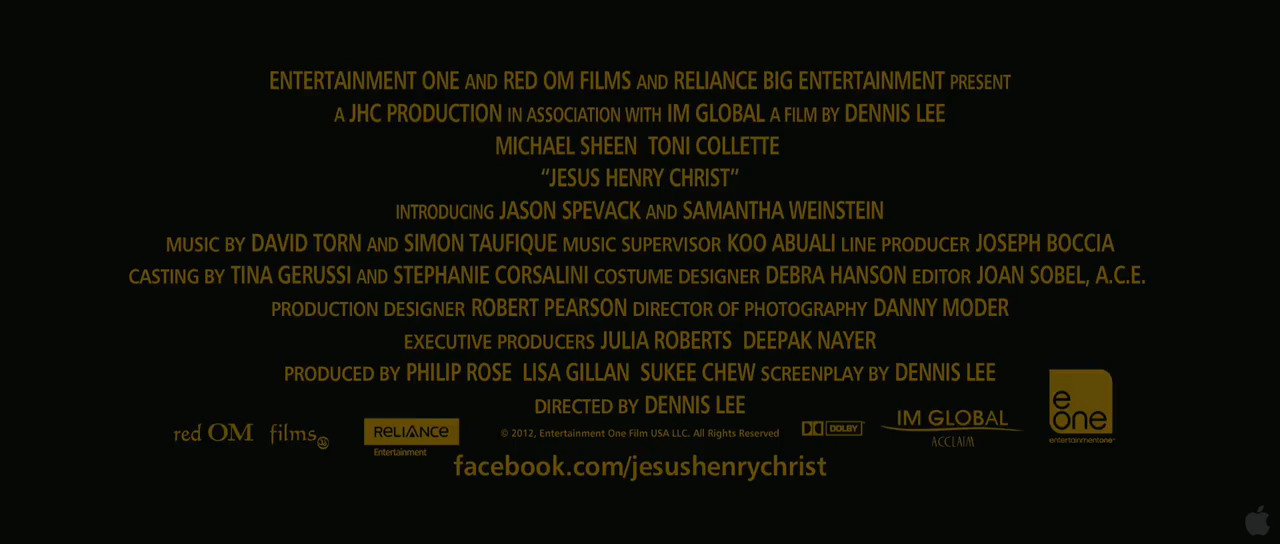 ENTERTAINMENT ONE AND RED OM FILMS AND RELIANCE BIG ENTERTAINMENT PRESENT
A JHC PRODUCTION IN ASSOCIATION WITH IM GLOBAL A FILM BY DENNIS LEE
MICHAEL SHEEN TONI COLLETTE
“JESUS HENRY CHRIST”
INTRODUCING JASON SPEVACK AND SAMANTHA WEINSTEIN
MUSIC BY DAVID TORN AND SIMON TAUFIQUE MUSIC SUPERVISOR KOO ABUALI LINE PRODUCER JOSEPH BOCCIA
CASTING BY TINA GERUSSI AND STEPHANIE CORSALINI COSTUME DESIGNER DEBRA HANSON EDITOR JOAN SOBEL, A.C.E.
PRODUCTION DESIGNER ROBERT PEARSON DIRECTOR OF PHOTOGRAPHY DANNY MODER
EXECUTIVE PRODUCERS JULIA ROBERTS DEEPAK NAYER
PRODUCED BY PHILIP ROSE LISA GILLAN SUKEE CHEW SCREENPLAY BY DENNIS LEE
DIRECTED BY DENNIS LEE
red OM films
RELIANCE
Entertainment
© 2012, Entertainment One Film USA LLC. All Rights Reserved
DOLBY
IM GLOBAL
ACCLAIM
e
one
entertainmentone
facebook.com/jesushenrychrist